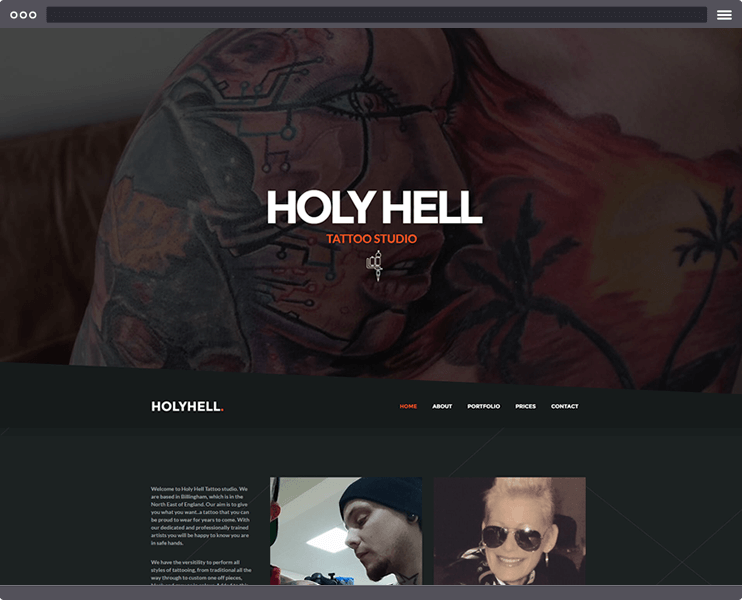 HOLY HELL
TATTOO STUDIO
HOLYHELL.
HOME ABOUT PORTFOLIO PRICES CONTACT
Welcome to Holy Hell Tattoo studio. We
are based in Billingham, which is in the
North East of England. Our aim is to give
you what you want..a tattoo that you can
be proud to wear for years to come. With
our dedicated and professionally trained
artists you will be happy to know you are
in safe hands.
We have the versitility to perform all
styles of tattooing, from traditional all the
way through to custom one off pieces,